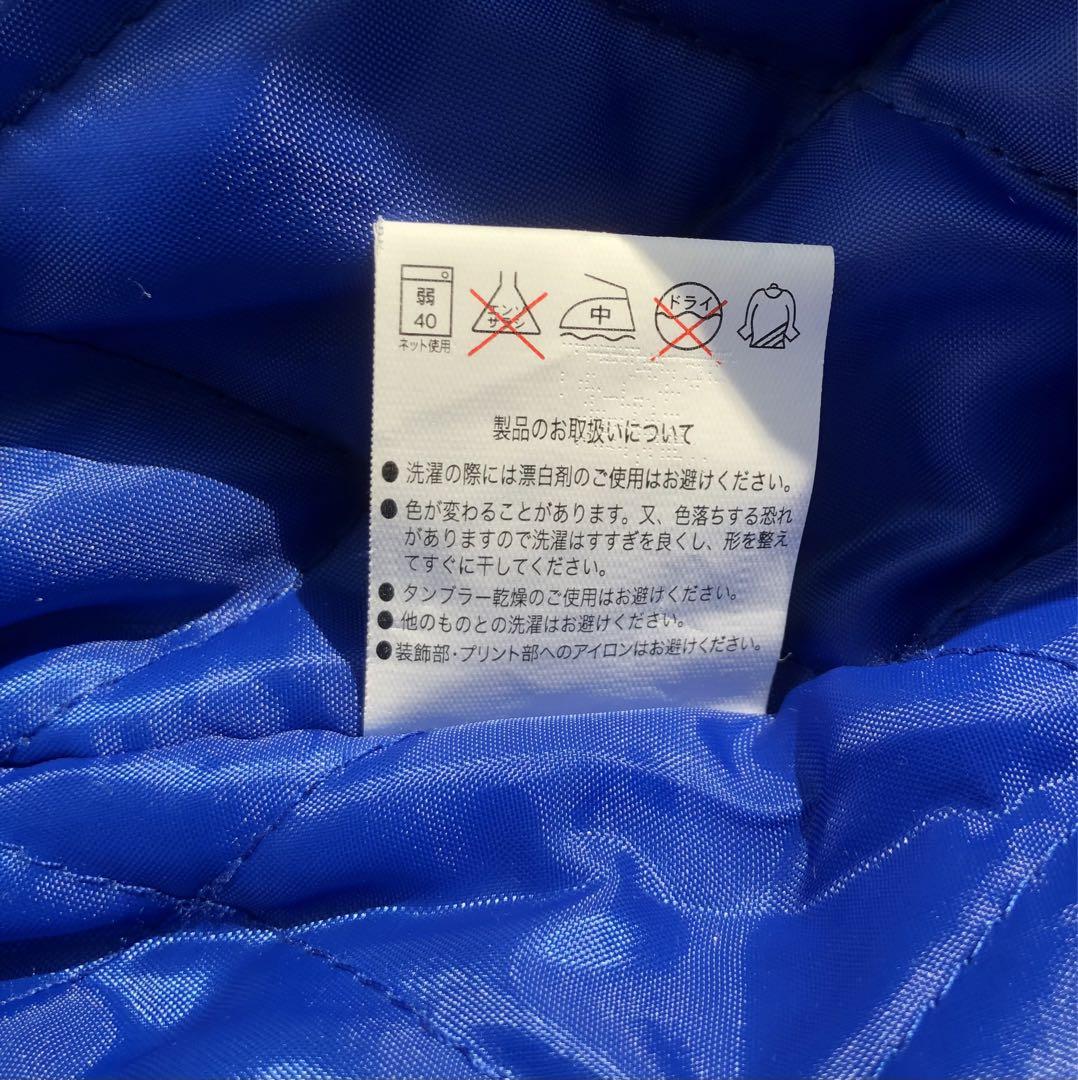 弱
40
ネット使用
エンソ
サラシ
中
ドライ
製品のお取扱いについて
●洗濯の際には漂白剤のご使用はお避けください。
●色が変わることがあります。又、色落ちする恐れ
がありますので洗濯はすすぎを良くし、形を整え
てすぐに干してください。
●タンブラー乾燥のご使用はお避けください。
●他のものとの洗濯はお避けください。
●装飾部・プリント部へのアイロンはお避けください。